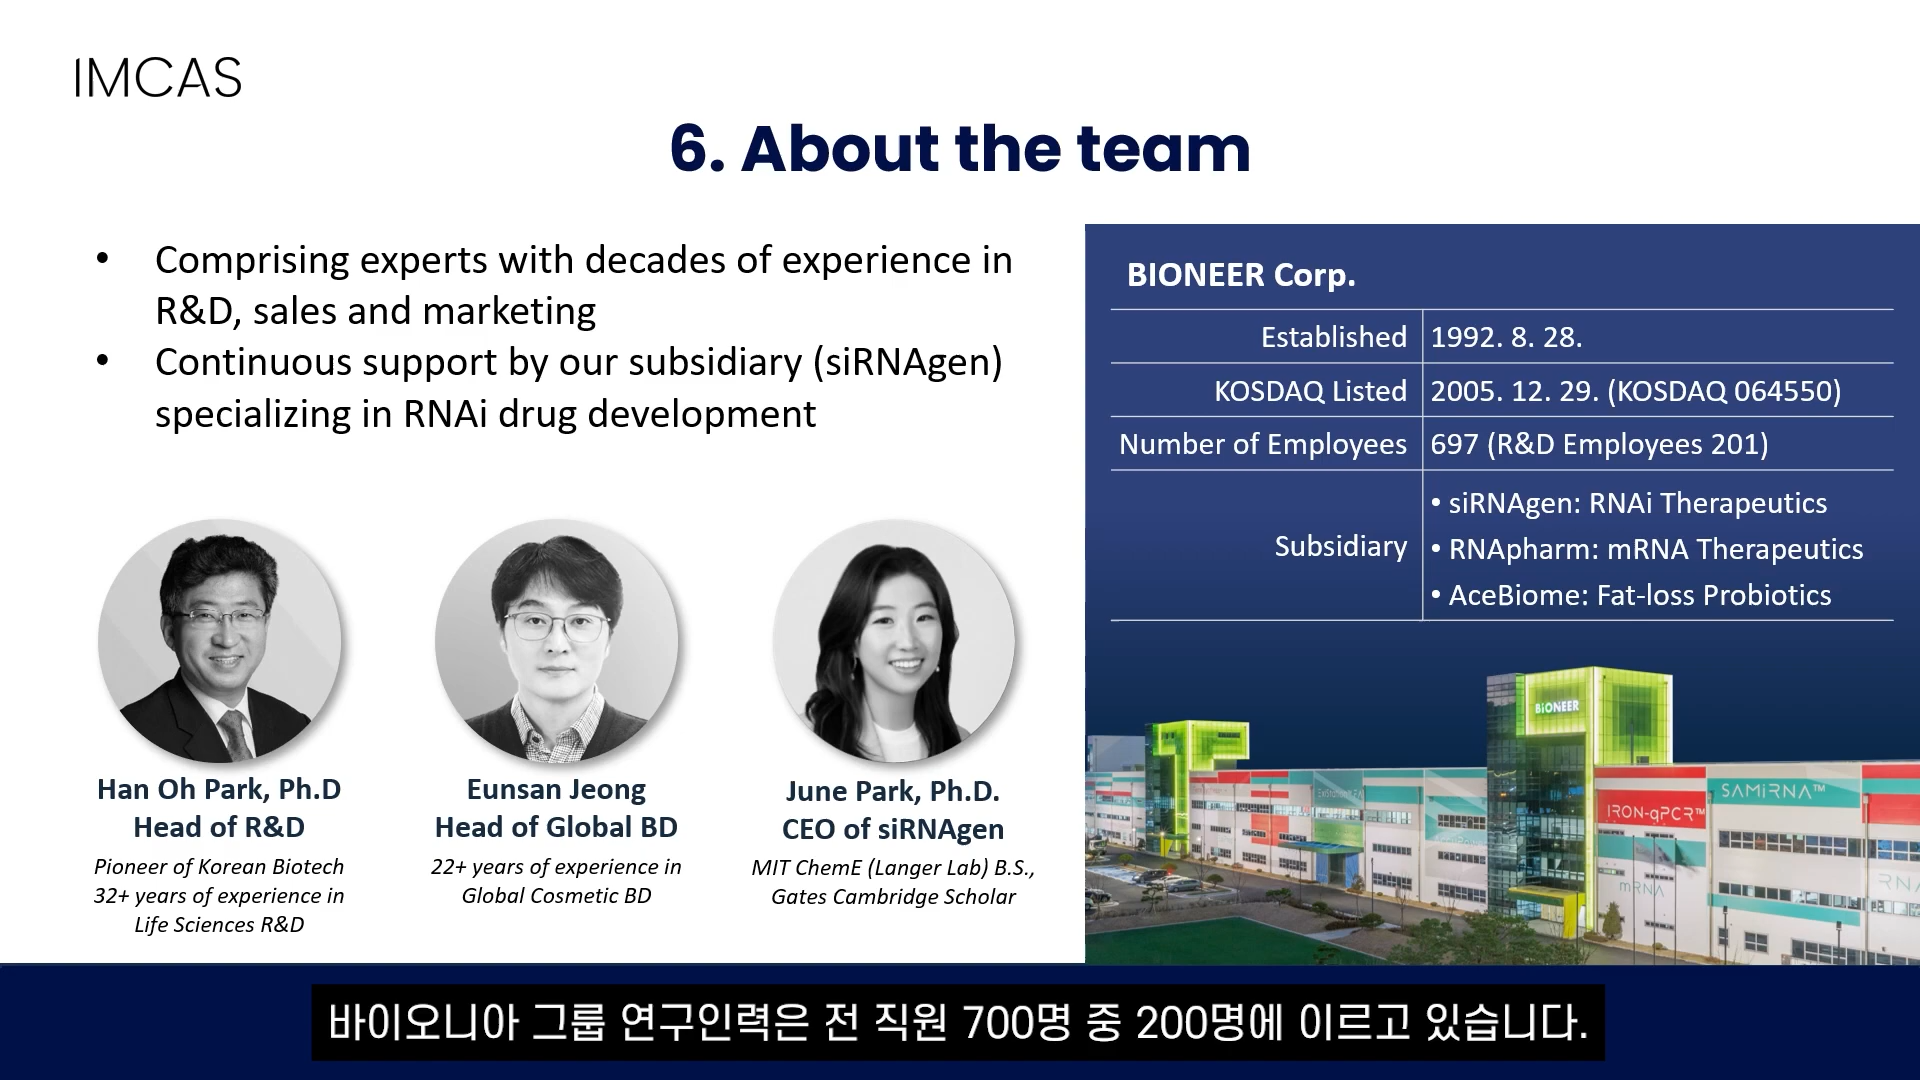 IMCAS
6. About the team
• Comprising experts with decades of experience in
R&D, sales and marketing
• Continuous support by our subsidiary (siRNAgen)
specializing in RNAi drug development
Han Oh Park, Ph.D
Head of R&D
Pioneer of Korean Biotech
32+ years of experience in
Life Sciences R&D
Eunsan Jeong
Head of Global BD
22+ years of experience in
Global Cosmetic BD
June Park, Ph.D.
CEO of siRNAgen
MIT ChemE (Langer Lab) B.S.,
Gates Cambridge Scholar
BIONEER Corp.
Established 1992. 8. 28.
KOSDAQ Listed 2005. 12. 29. (KOSDAQ 064550)
Number of Employees 697 (R&D Employees 201)
Subsidiary
• siRNAgen: RNAi Therapeutics
• RNApharm: mRNA Therapeutics
• AceBiome: Fat-loss Probiotics
BIONEER
SAMiRNA™
IRON-qPCR™
mRNA
바이오니아 그룹 연구인력은 전 직원 700명 중 200명에 이르고 있습니다.